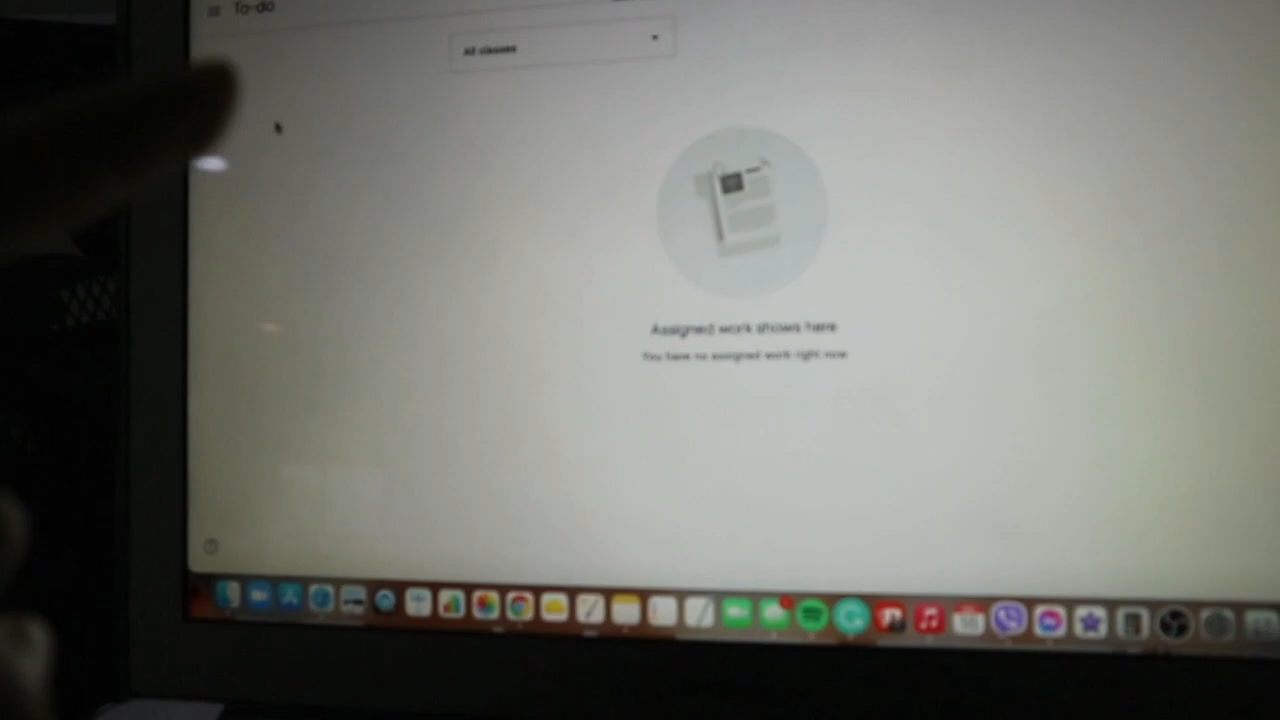 To-do
All classes
Assigned work shows here
You have no assigned work right now